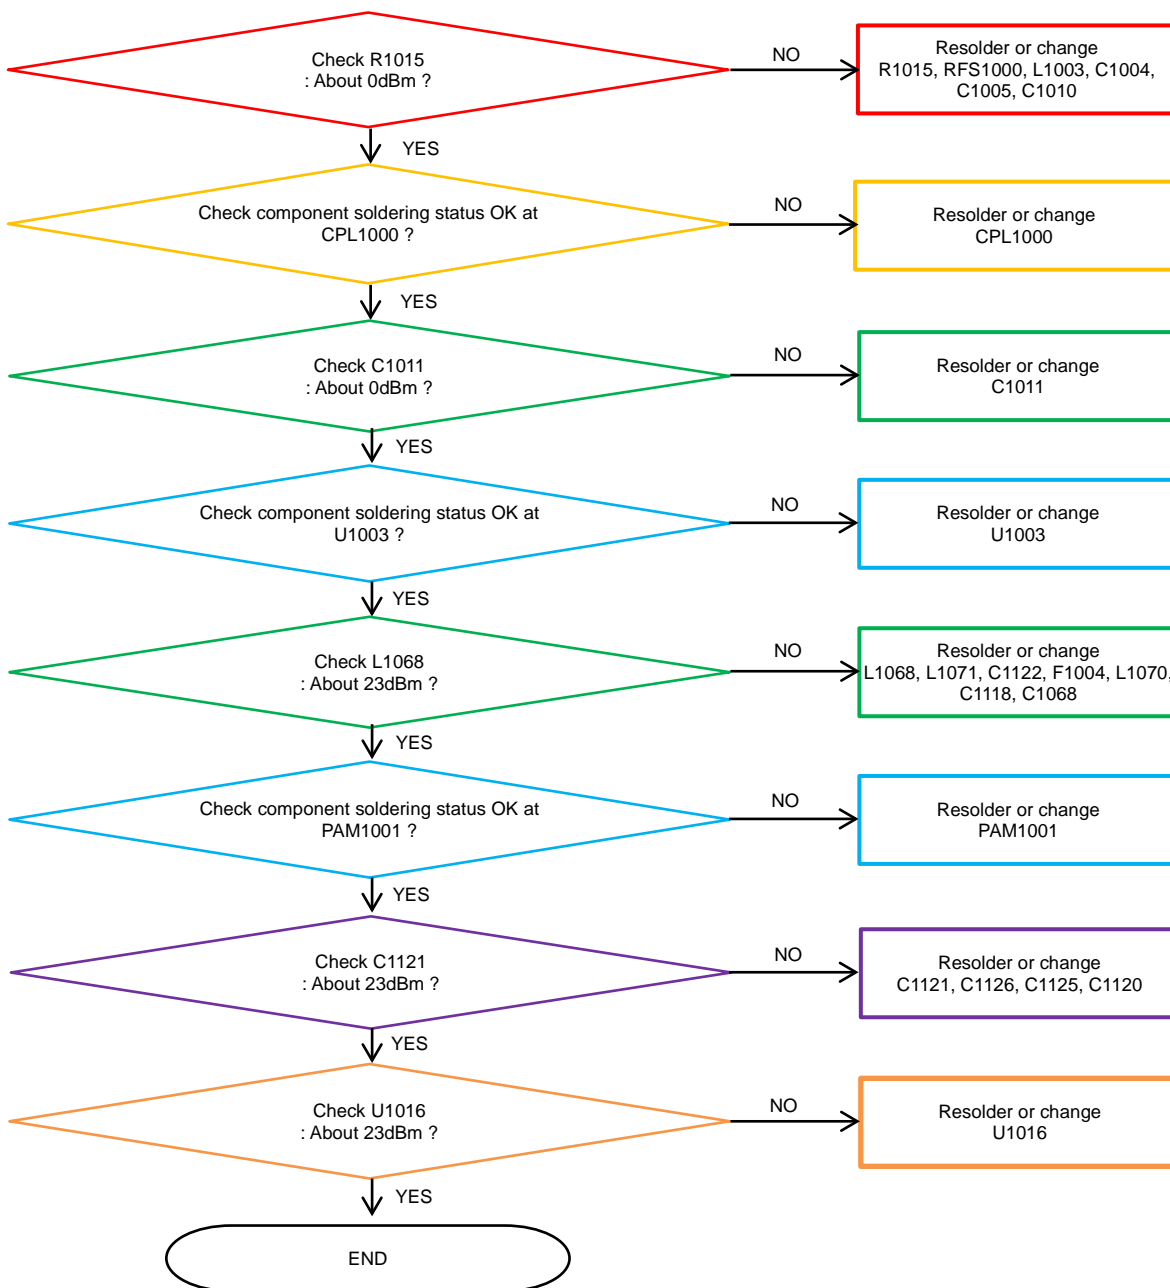 Check R1015
: About 0dBm ?
NO
Resolder or change
R1015, RFS1000, L1003, C1004,
C1005, C1010
YES
Check component soldering status OK at
CPL1000 ?
NO
Resolder or change
CPL1000
YES
Check C1011
: About 0dBm ?
NO
Resolder or change
C1011
YES
Check component soldering status OK at
U1003 ?
NO
Resolder or change
U1003
YES
Check L1068
: About 23dBm ?
NO
Resolder or change
L1068, L1071, C1122, F1004, L1070,
C1118, C1068
YES
Check component soldering status OK at
PAM1001 ?
NO
Resolder or change
PAM1001
YES
Check C1121
: About 23dBm ?
NO
Resolder or change
C1121, C1126, C1125, C1120
YES
Check U1016
: About 23dBm ?
NO
Resolder or change
U1016
YES
END